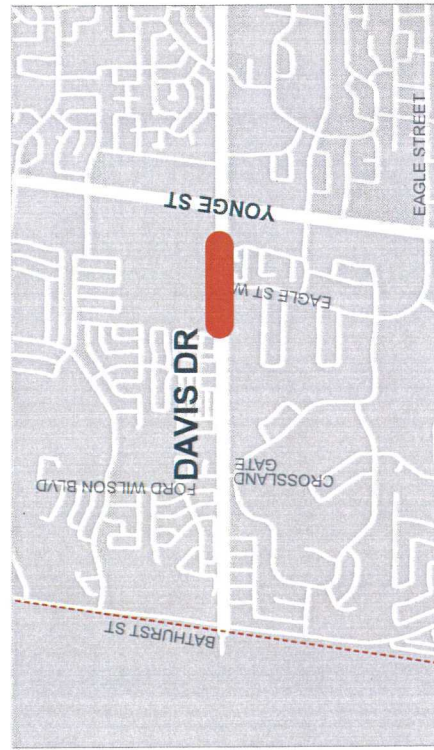 YONGE ST
DAVIS DR
EAGLE ST W
EAGLE STREET
FORD WILSON BLVD
CROSSLAND
GATE
BATHURST ST